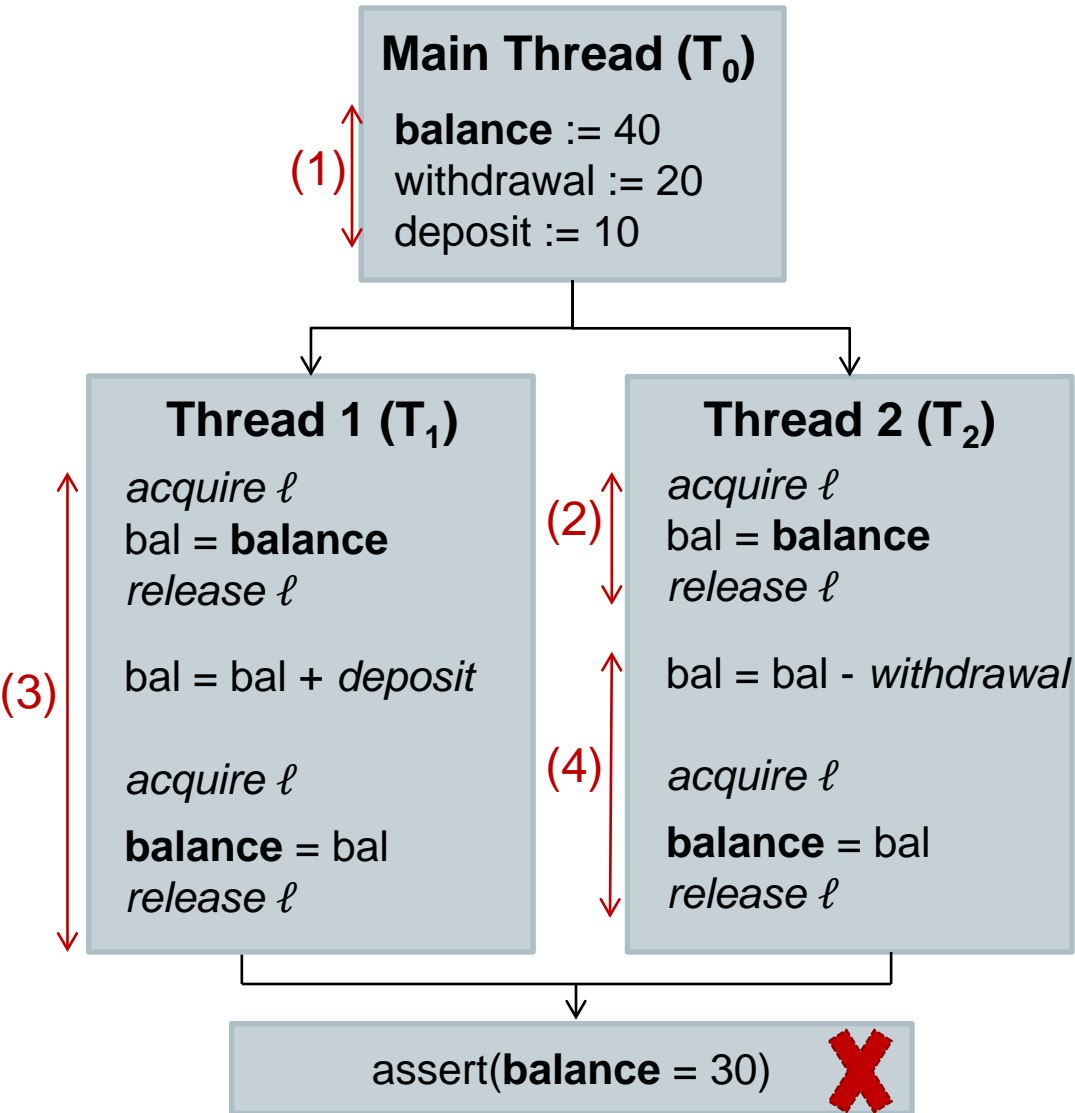 Main Thread (T₀)
balance := 40
(1)
withdrawal := 20
deposit := 10
Thread 1 (T₁)
acquire ℓ
bal = balance
release ℓ
(3)
bal = bal + deposit
acquire ℓ
balance = bal
release ℓ
Thread 2 (T₂)
acquire ℓ
(2)
bal = balance
release ℓ
bal = bal - withdrawal
(4)
acquire ℓ
balance = bal
release ℓ
assert(balance = 30)